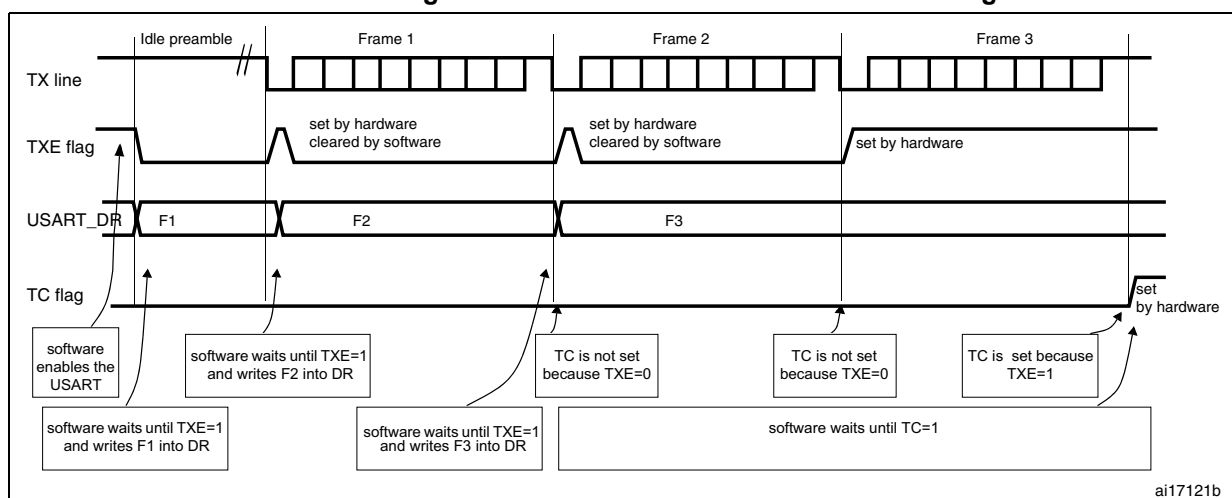 Idle preamble
Frame 1
Frame 2
Frame 3
TX line
TXE flag
set by hardware
cleared by software
set by hardware
cleared by software
set by hardware
USART_DR
F1
F2
F3
TC flag
set
by hardware
software
enables the
USART
software waits until TXE=1
and writes F2 into DR
TC is not set
because TXE=0
TC is not set
because TXE=0
TC is set because
TXE=1
software waits until TXE=1
and writes F1 into DR
software waits until TXE=1
and writes F3 into DR
software waits until TC=1
ai17121b